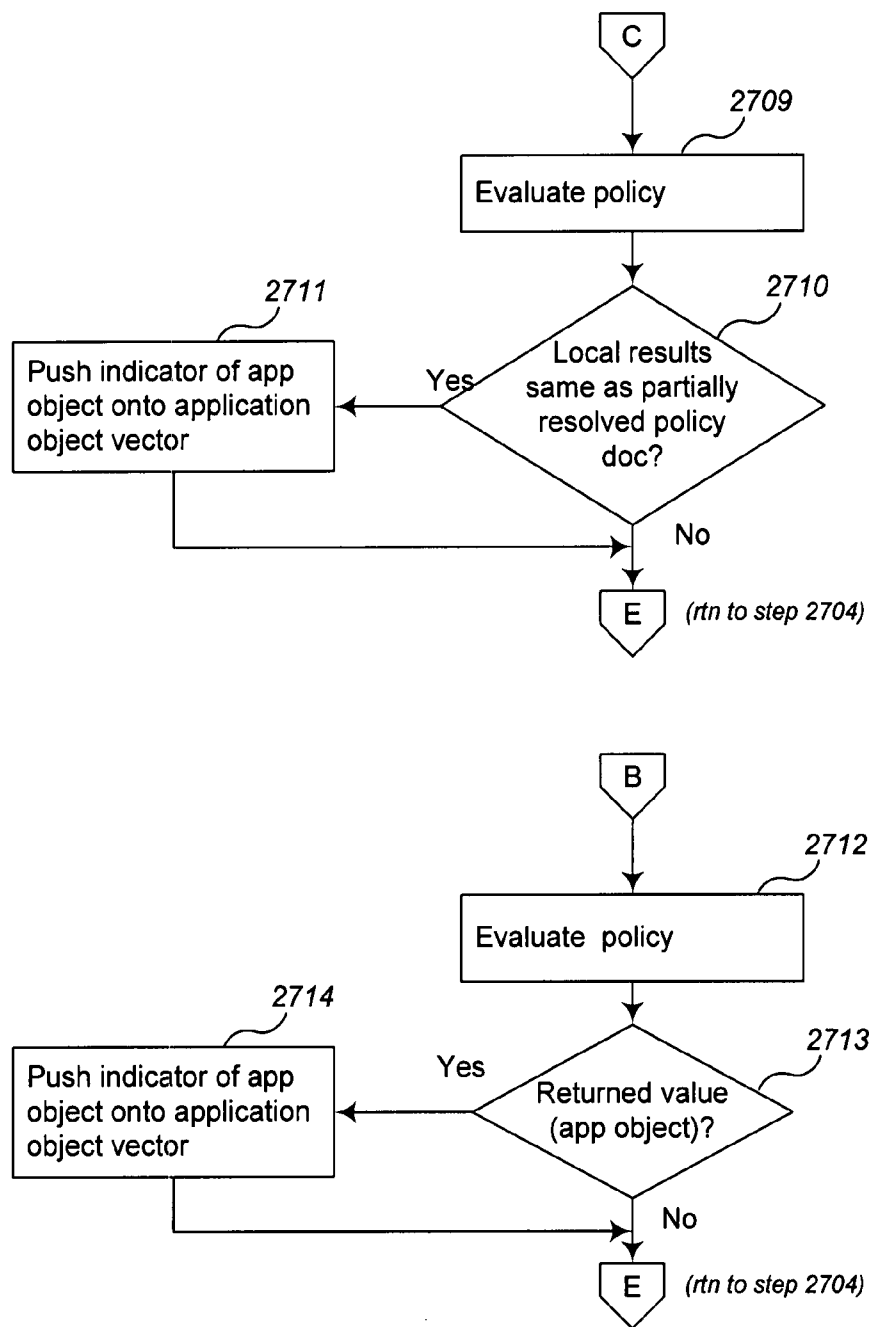 C
2709
Evaluate policy
2710
2711
Local results
same as partially
resolved policy
doc?
Yes
Push indicator of app
object onto application
object vector
No
E
(rtn to step 2704)
B
2712
Evaluate policy
2713
2714
Yes
Returned value
(app object)?
Push indicator of app
object onto application
object vector
No
E
(rtn to step 2704)